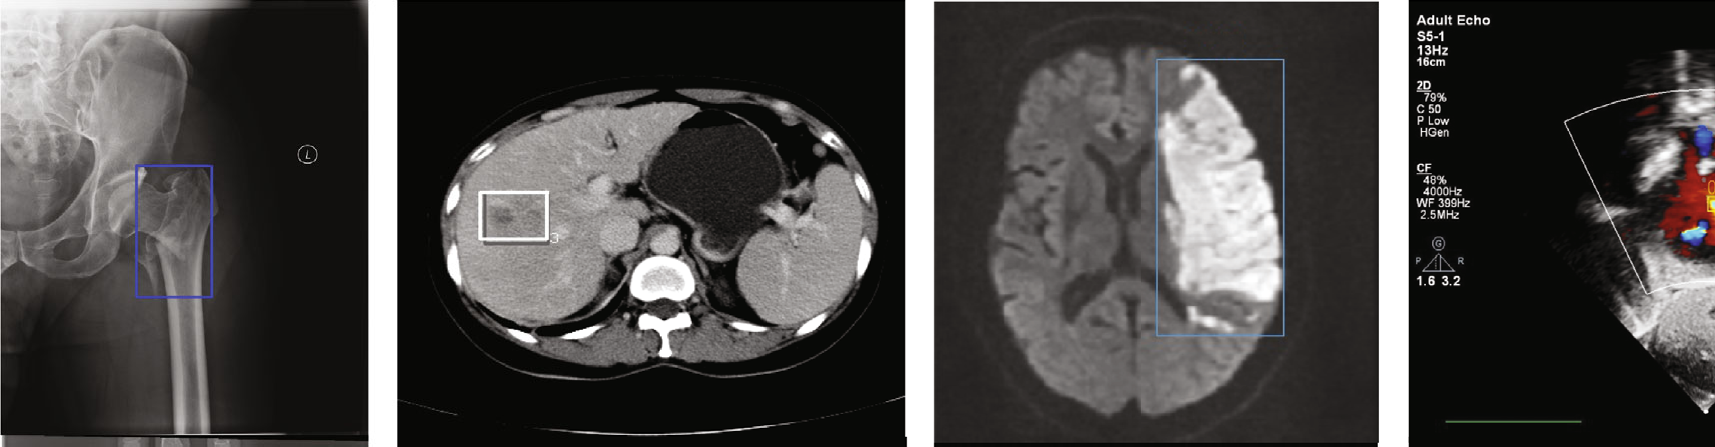 L
3
Adult Echo
S5-1
13Hz
16cm
2D
79%
C 50
P Low
HGen
CF
48%
4000Hz
WF 399Hz
2.5MHz
G
P R
1.6 3.2